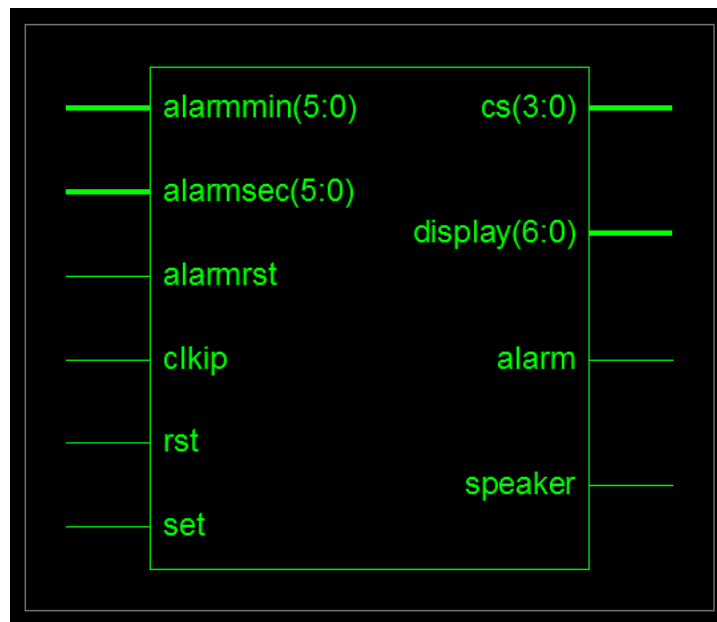 alarmmin(5:0)
cs(3:0)
alarmsec(5:0)
display(6:0)
alarmrst
clkip
alarm
rst
speaker
set